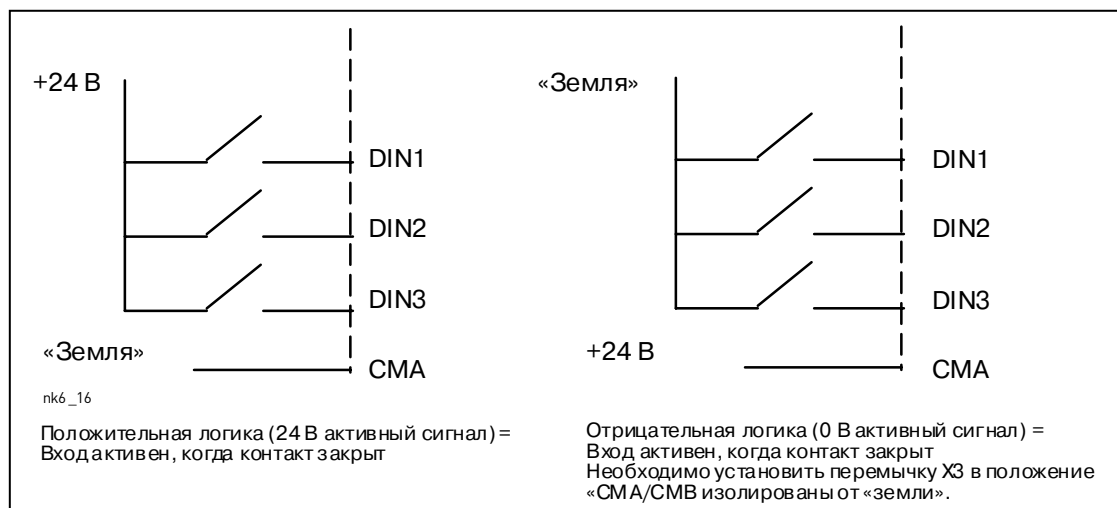 +24 В
DIN1
DIN2
DIN3
«Земля»
CMA
nk6_16
Положительная логика (24 В активный сигнал) =
Вход активен, когда контакт закрыт
«Земля»
DIN1
DIN2
DIN3
+24 В
CMA
Отрицательная логика (0 В активный сигнал) =
Вход активен, когда контакт закрыт
Необходимо установить перемычку X3 в положение
«CMA/CMB изолированы от «земли».